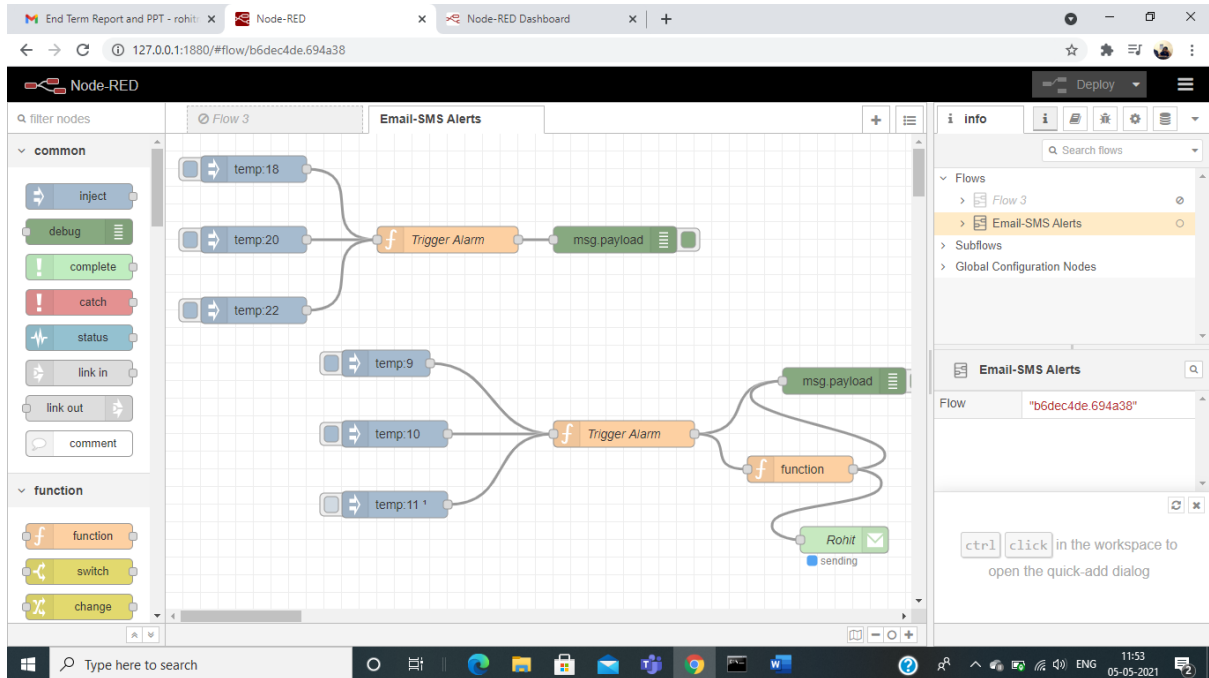 End Term Report and PPT - rohit
Node-RED
Node-RED Dashboard
127.0.0.1:1880/#flow/b6dec4de.694a38
Node-RED
Deploy
filter nodes
Flow 3
Email-SMS Alerts
i info
Search flows
common
inject
debug
complete
catch
status
link in
link out
comment
function
function
switch
change
temp:18
temp:20
temp:22
Trigger Alarm
msg.payload
temp:9
temp:10
temp:11 ¹
Trigger Alarm
msg.payload
function
Rohit
sending
Flows
Flow 3
Email-SMS Alerts
Subflows
Global Configuration Nodes
Email-SMS Alerts
Flow "b6dec4de.694a38"
ctrl click in the workspace to
open the quick-add dialog
Type here to search
ENG
11:53
05-05-2021
2